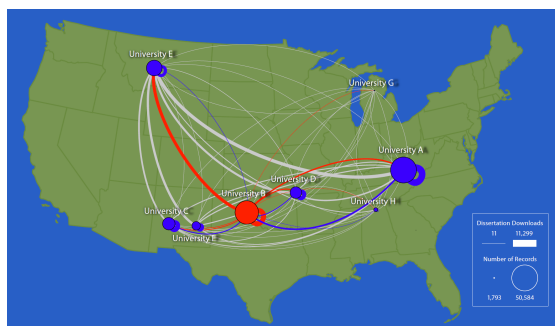 University E
University G
University A
University D
University B
University H
University C
University E
Dissertation Downloads
11 11,299
Number of Records
1,793 50,584